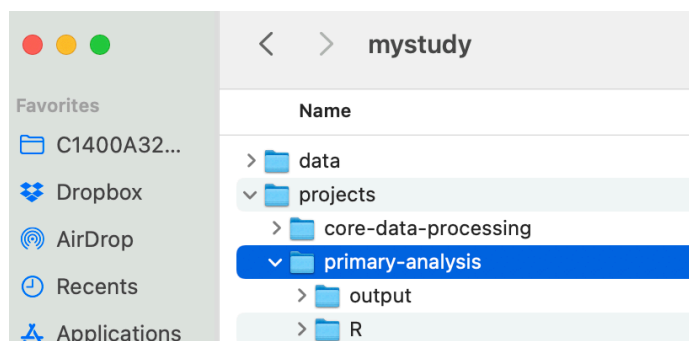 mystudy
Favorites
C1400A32...
Dropbox
AirDrop
Recents
Applications
Name
data
projects
core-data-processing
primary-analysis
output
R